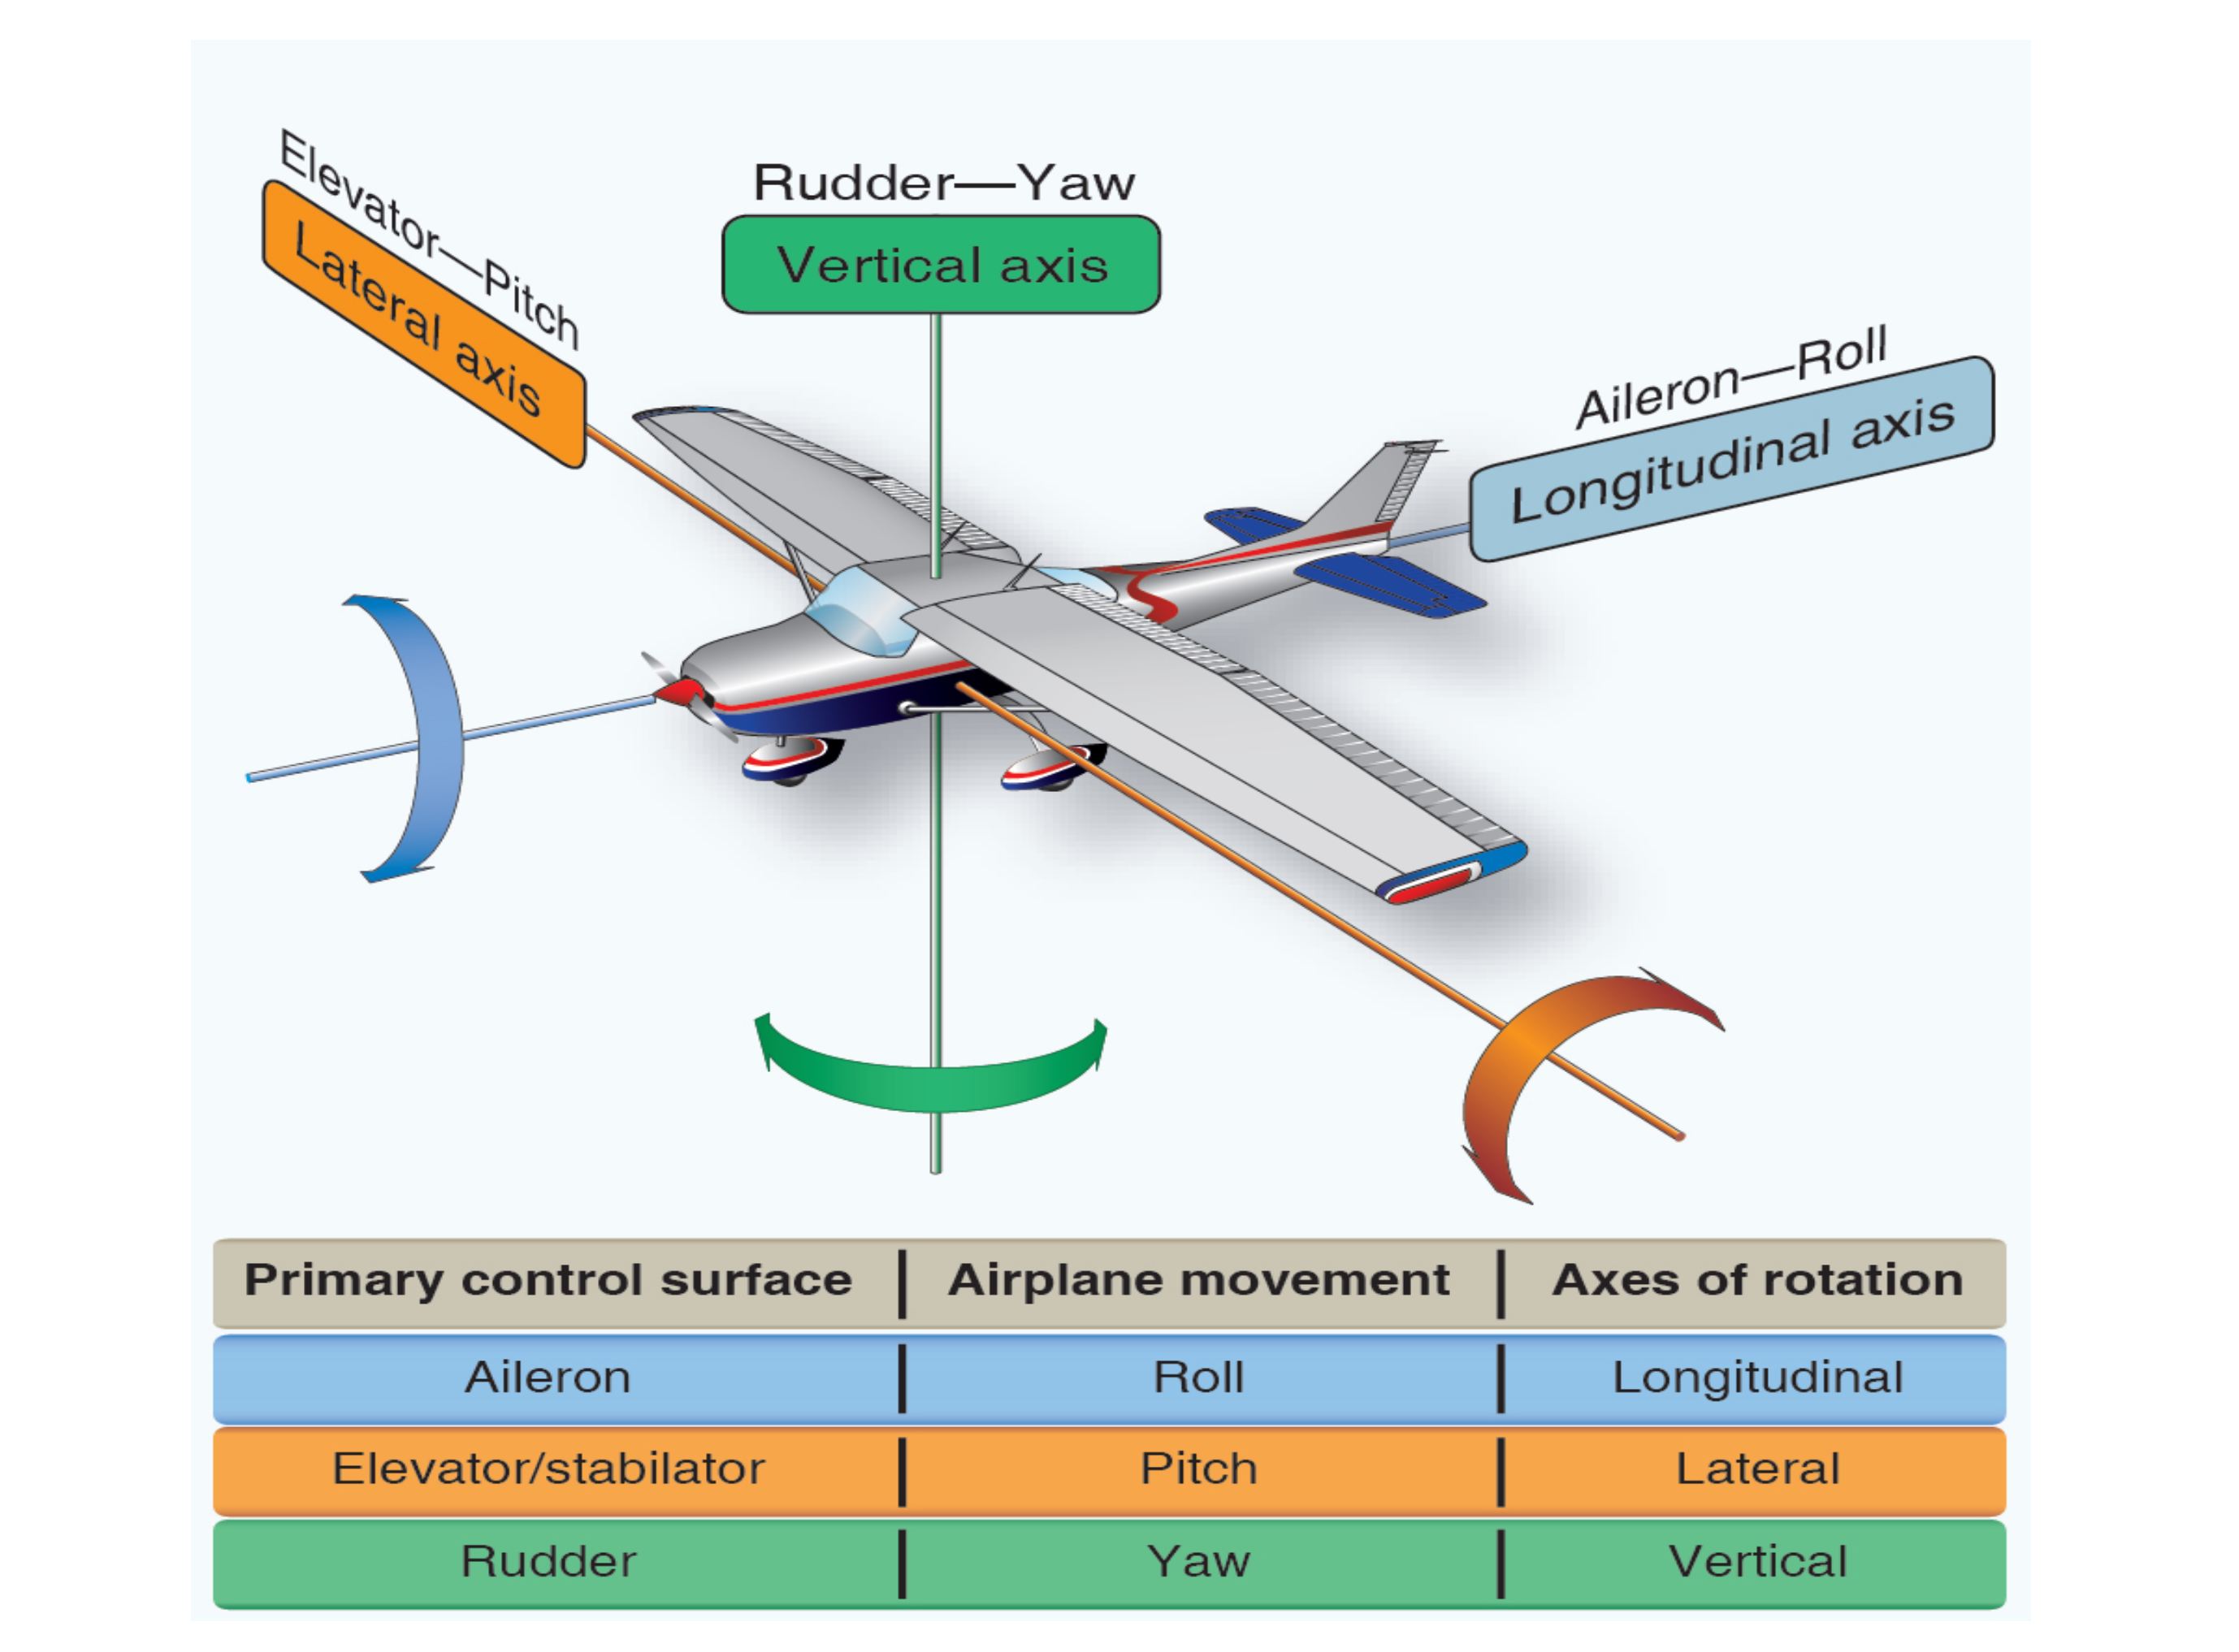 Elevator—Pitch
Lateral axis
Rudder—Yaw
Vertical axis
Aileron—Roll
Longitudinal axis
Primary control surface | Airplane movement | Axes of rotation
Aileron | Roll | Longitudinal
Elevator/stabilator | Pitch | Lateral
Rudder | Yaw | Vertical